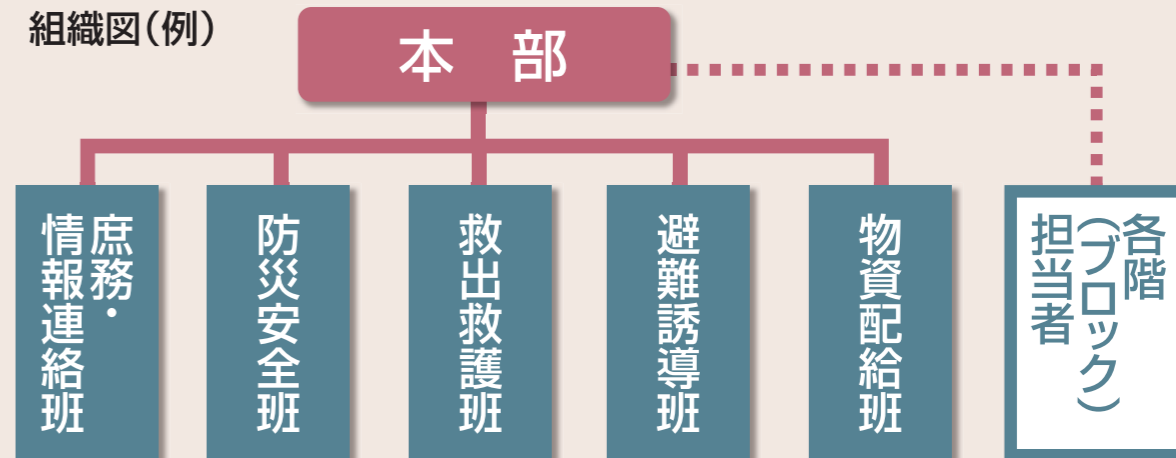 組織図(例)
本　部
庶務・
情報連絡班
防災安全班
救出救護班
避難誘導班
物資配給班
各階
(ブロック)
担当者